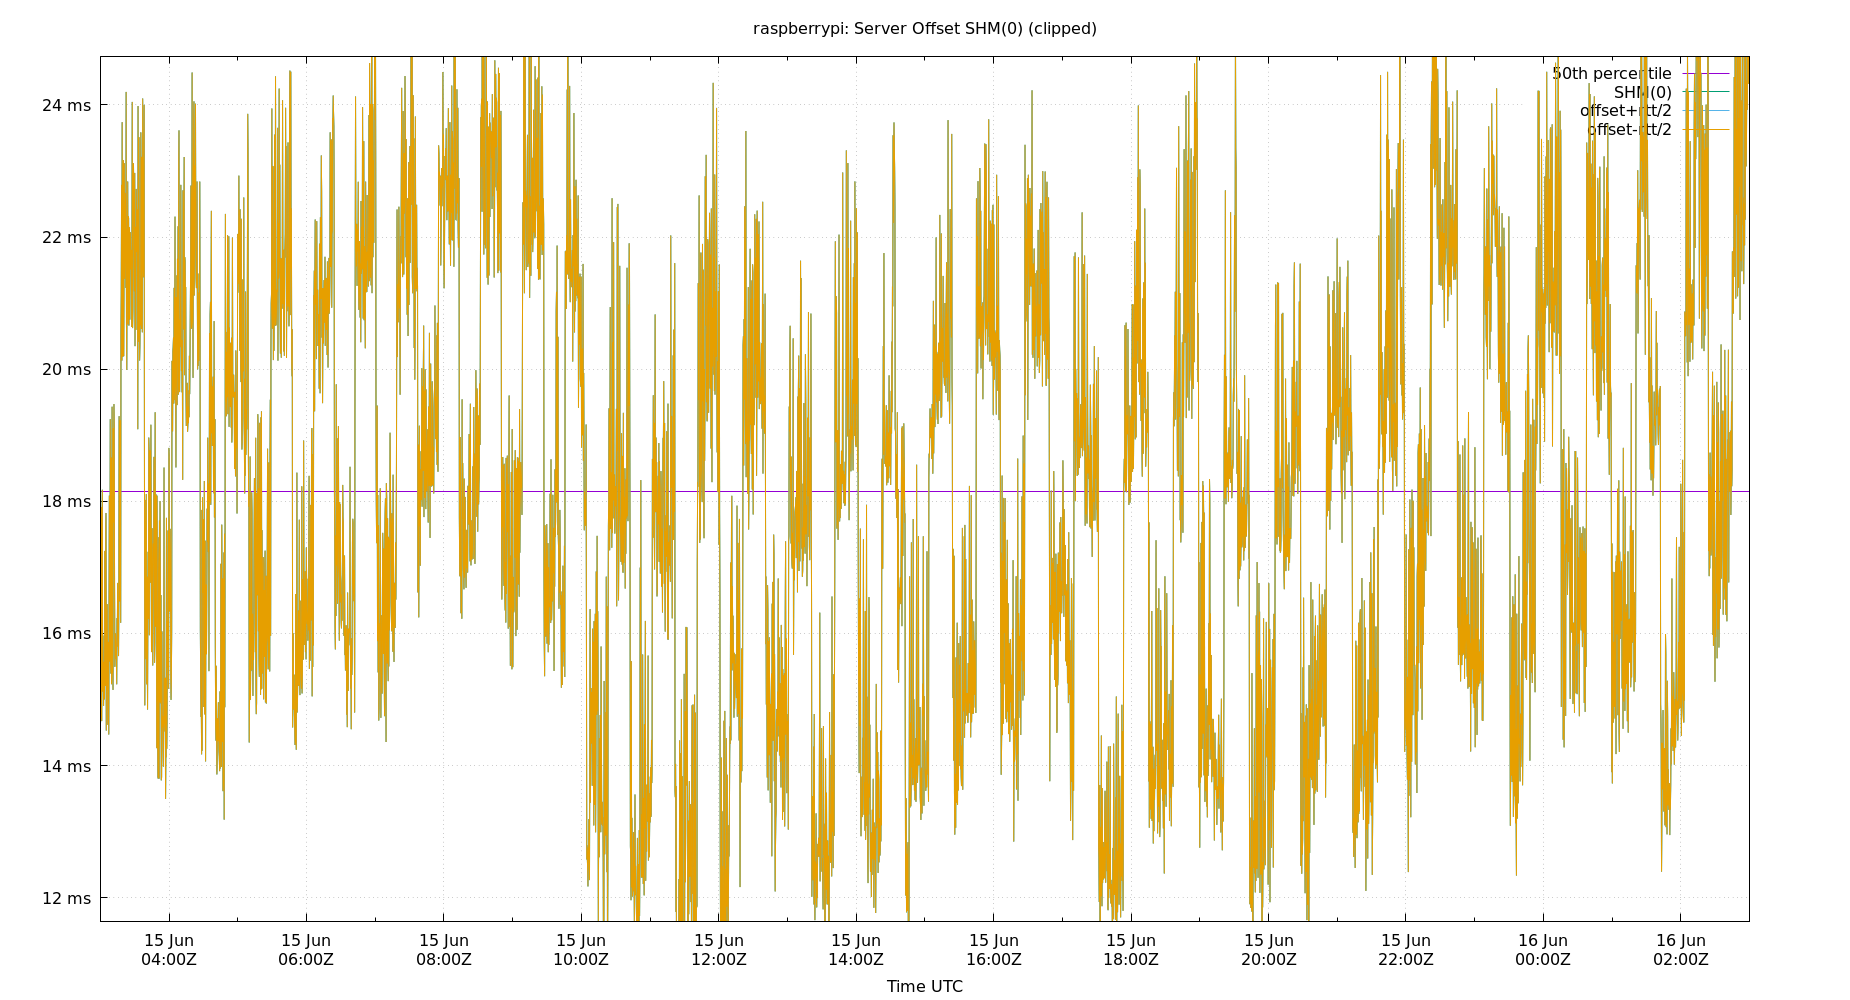 raspberrypi: Server Offset SHM(0) (clipped)
50th percentile
SHM(0)
offset+rtt/2
offset-rtt/2
24 ms
22 ms
20 ms
18 ms
16 ms
14 ms
12 ms
15 Jun 15 Jun 15 Jun 15 Jun 15 Jun 15 Jun 15 Jun 15 Jun 15 Jun 15 Jun 16 Jun 16 Jun
04:00Z 06:00Z 08:00Z 10:00Z 12:00Z 14:00Z 16:00Z 18:00Z 20:00Z 22:00Z 00:00Z 02:00Z
Time UTC